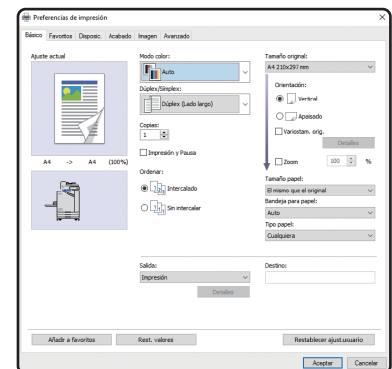 Preferencias de impresión
Básico Favoritos Disposic. Acabado Imagen Avanzado
Ajuste actual
A4 -> A4 (100%)
Modo color:
Auto
Dúplex/Símplex:
Dúplex (Lado largo)
Copias:
1
Impresión y Pausa
Ordenar:
Intercalado
Sin intercalar
Tamaño original:
A4 210x297 mm
Orientación:
Vertical
Apaisado
Variostam. orig.
Detalles
Zoom 100 %
Tamaño papel:
El mismo que el original
Bandeja para papel:
Auto
Tipo papel:
Cualquiera
Salida:
Impresión
Detalles
Destino:
Añadir a favoritos Rest. valores Restablecer ajust.usuario
Aceptar Cancelar